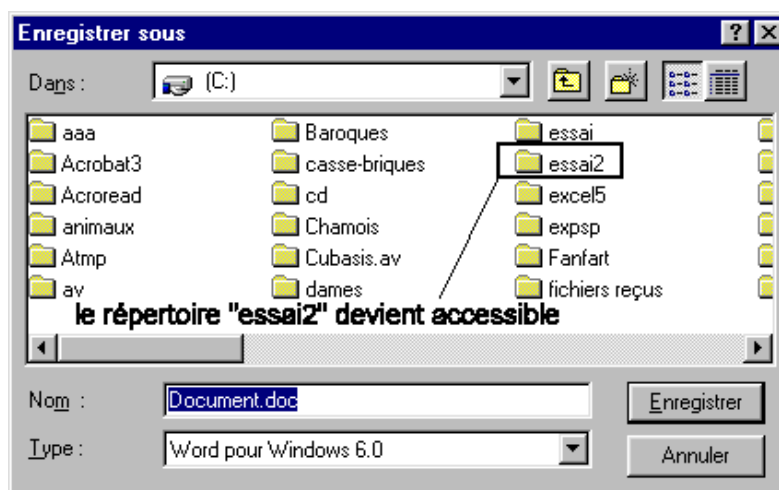 Enregistrer sous
Dans : (C:)
aaa Baroques essai
Acrobat3 casse-briques essai2
Acroread cd excel5
animaux Chamois expsp
Atmp Cubasis.av Fanfart
av dames fichiers reçus
le répertoire "essai2" devient accessible
Nom : Document.doc Enregistrer
Type : Word pour Windows 6.0 Annuler